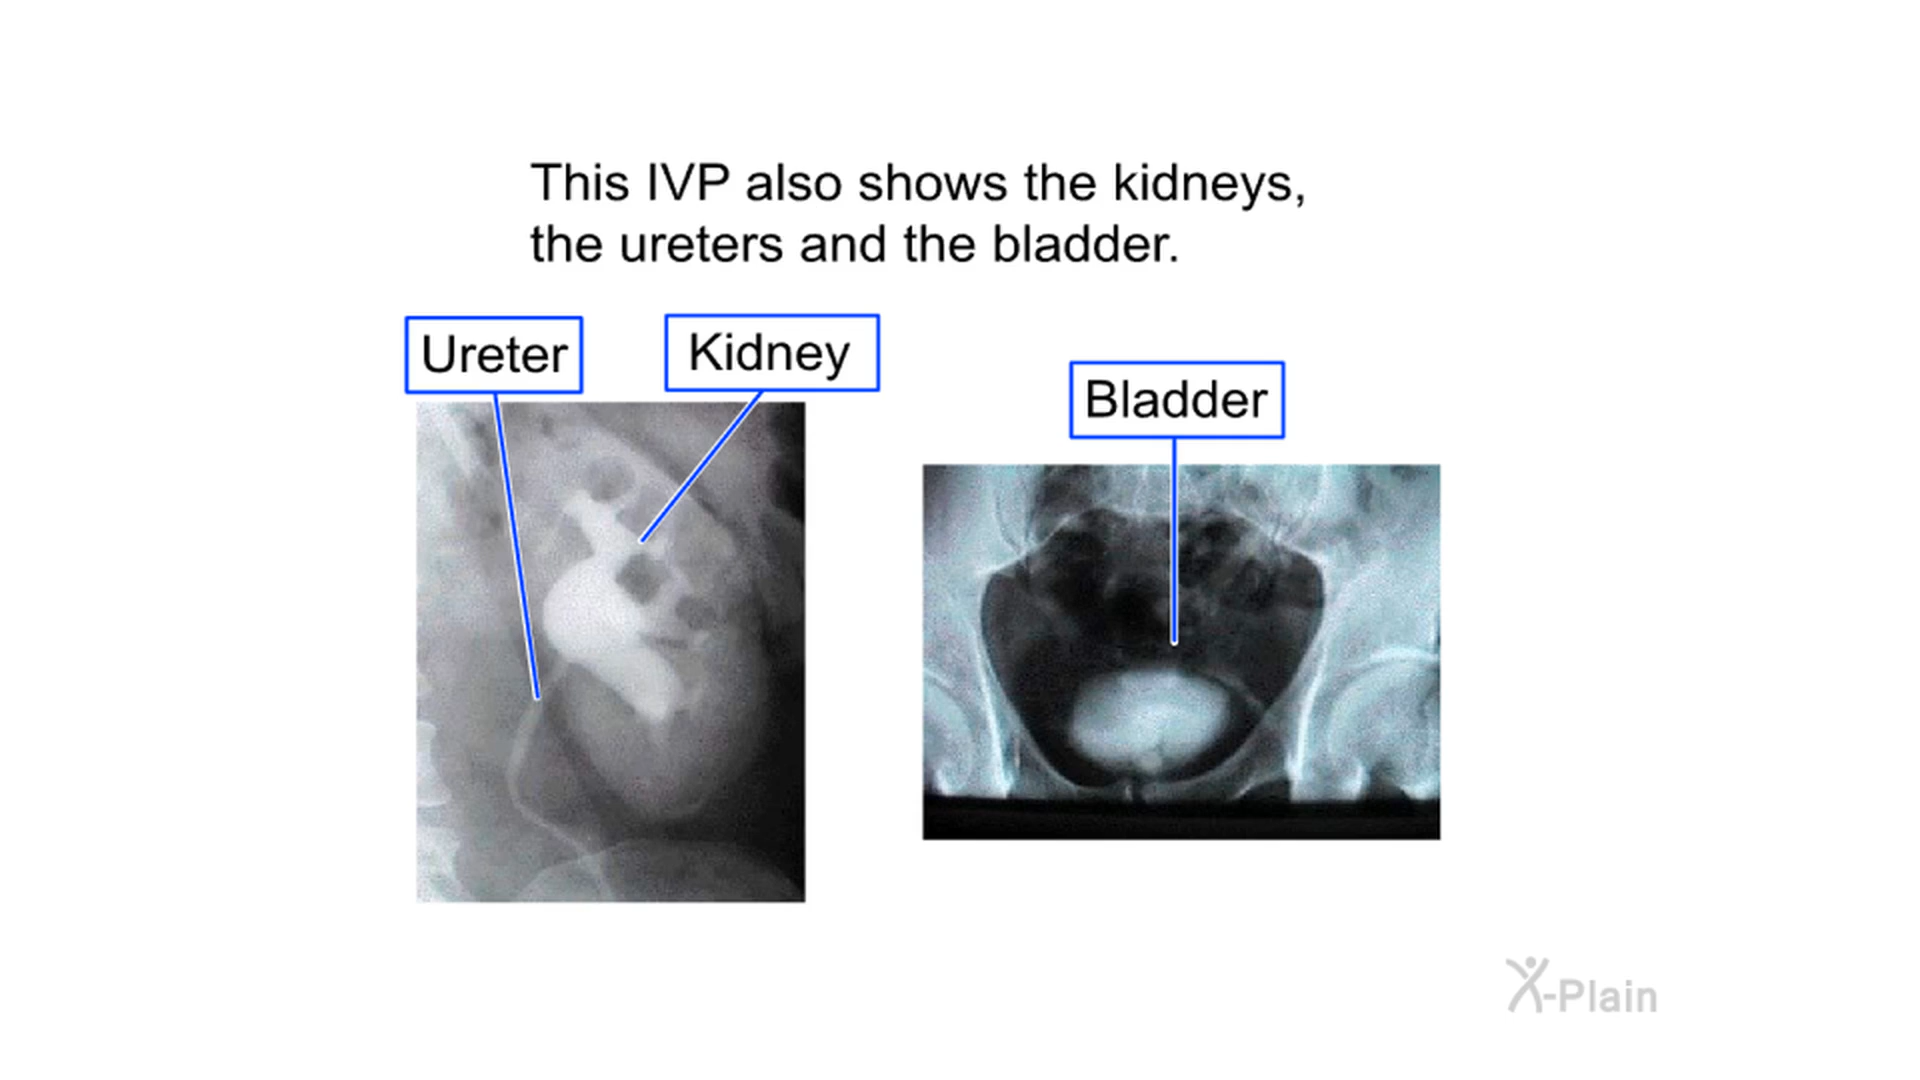 This IVP also shows the kidneys,
the ureters and the bladder.
Ureter
Kidney
Bladder
X-Plain